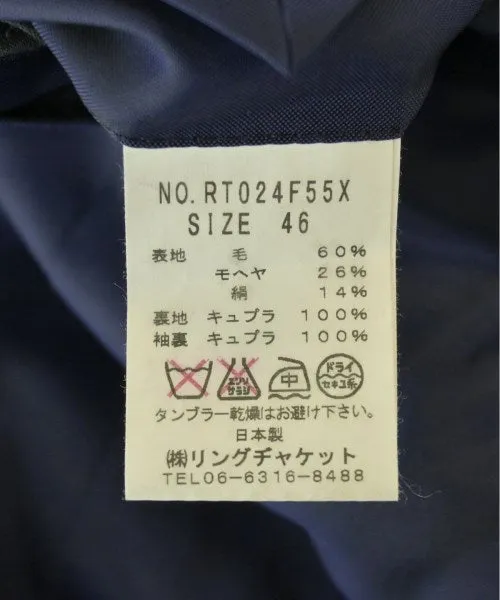 NO.RT024F55X
SIZE 46
表地 毛 60%
モヘヤ 26%
絹 14%
裏地 キュプラ 100%
袖裏 キュプラ 100%
エンソ サラシ 中 ドライ セキユ系
タンブラー乾燥はお避け下さい。
日本製
㈱リングヂャケット
TEL06-6316-8488